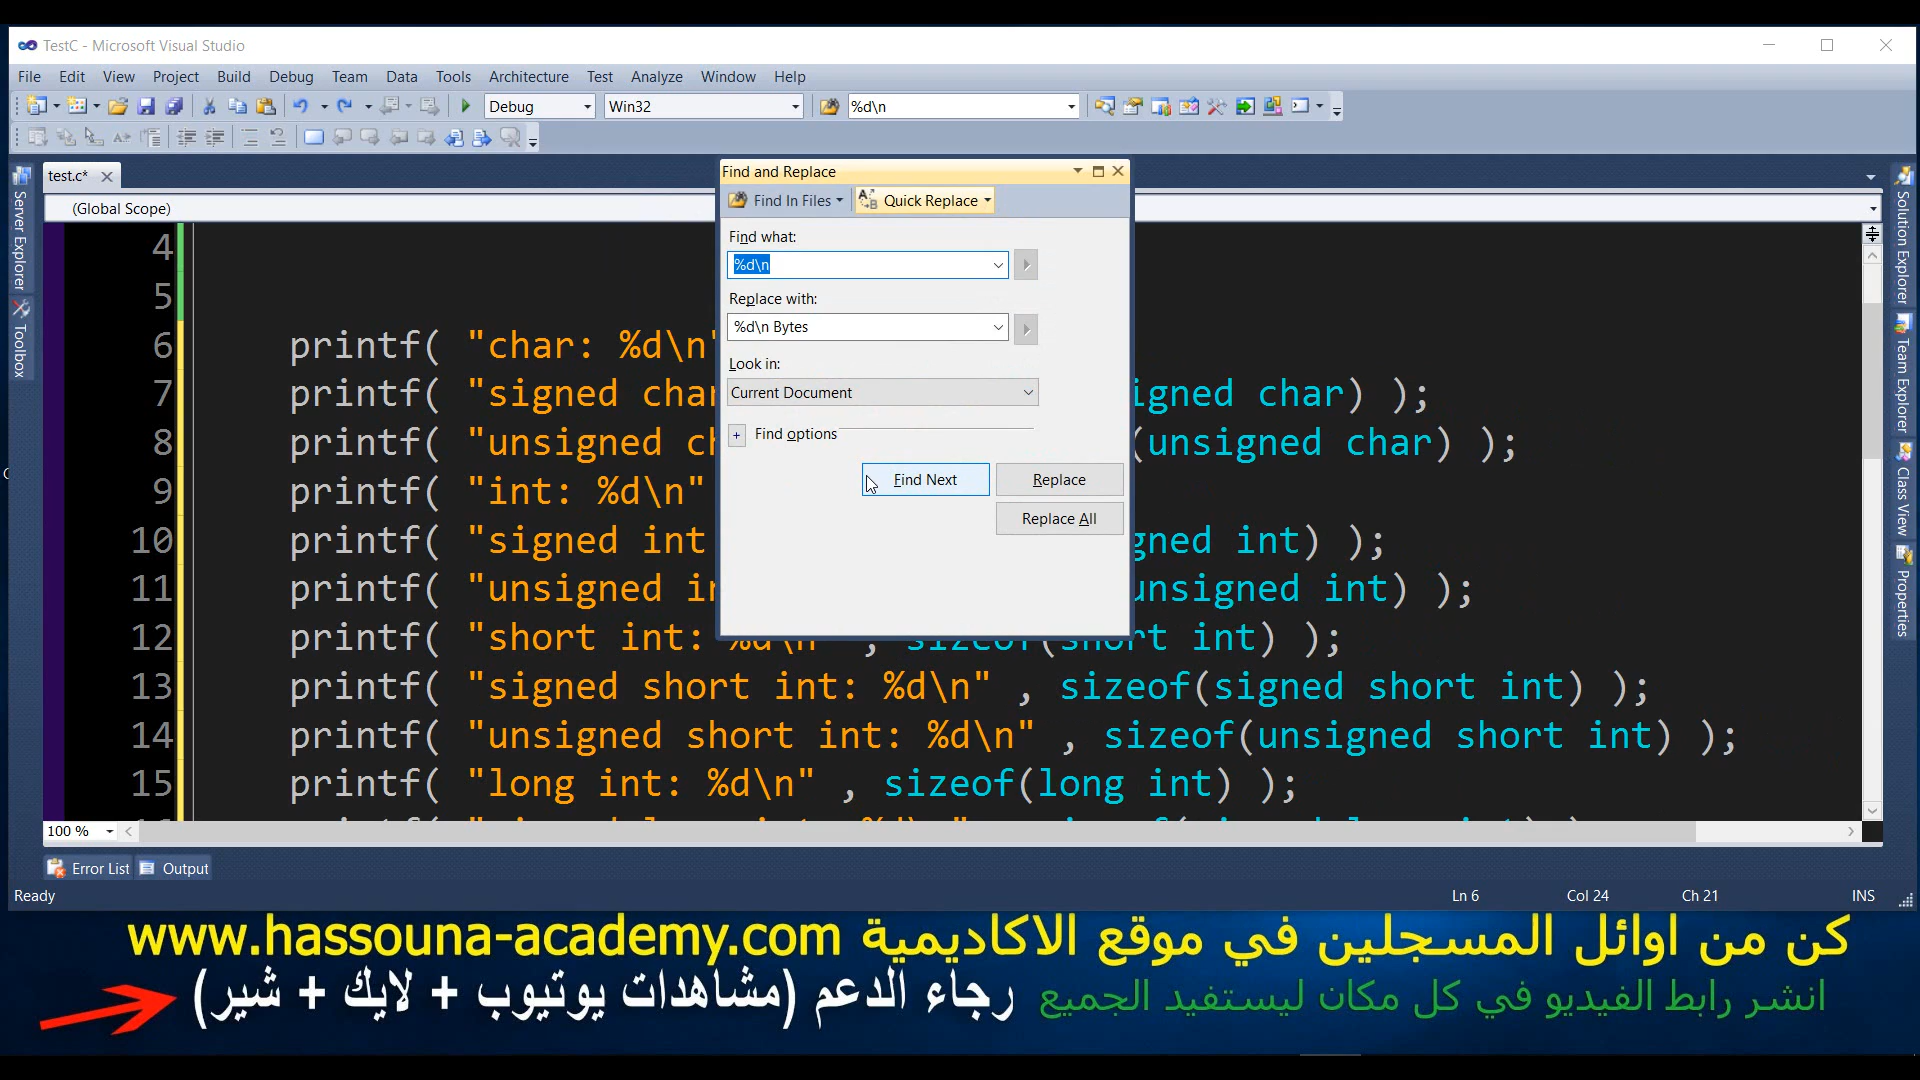 TestC - Microsoft Visual Studio
File Edit View Project Build Debug Team Data Tools Architecture Test Analyze Window Help
Debug Win32 %d\n
test.c*
(Global Scope)
Find and Replace
Find In Files Quick Replace
Find what:
%d\n
Replace with:
%d\n Bytes
Look in:
Current Document
+ Find options
Find Next Replace
Replace All
4
5
6 printf( "char: %d\n"
7 printf( "signed char igned char) );
8 printf( "unsigned ch (unsigned char) );
9 printf( "int: %d\n"
10 printf( "signed int gned int) );
11 printf( "unsigned in unsigned int) );
12 printf( "short int: %d\n" , sizeof(short int) );
13 printf( "signed short int: %d\n" , sizeof(signed short int) );
14 printf( "unsigned short int: %d\n" , sizeof(unsigned short int) );
15 printf( "long int: %d\n" , sizeof(long int) );
100 %
Server Explorer
Toolbox
Solution Explorer
Team Explorer
Class View
Properties
Error List Output
Ready Ln 6 Col 24 Ch 21 INS
كن من اوائل المسجلين في موقع الاكاديمية www.hassouna-academy.com
انشر رابط الفيديو في كل مكان ليستفيد الجميع رجاء الدعم (مشاهدات يوتيوب + لايك + شير)